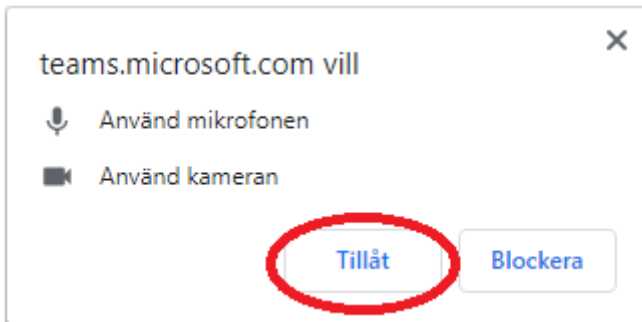 teams.microsoft.com vill
Använd mikrofonen
Använd kameran
Tillåt
Blockera